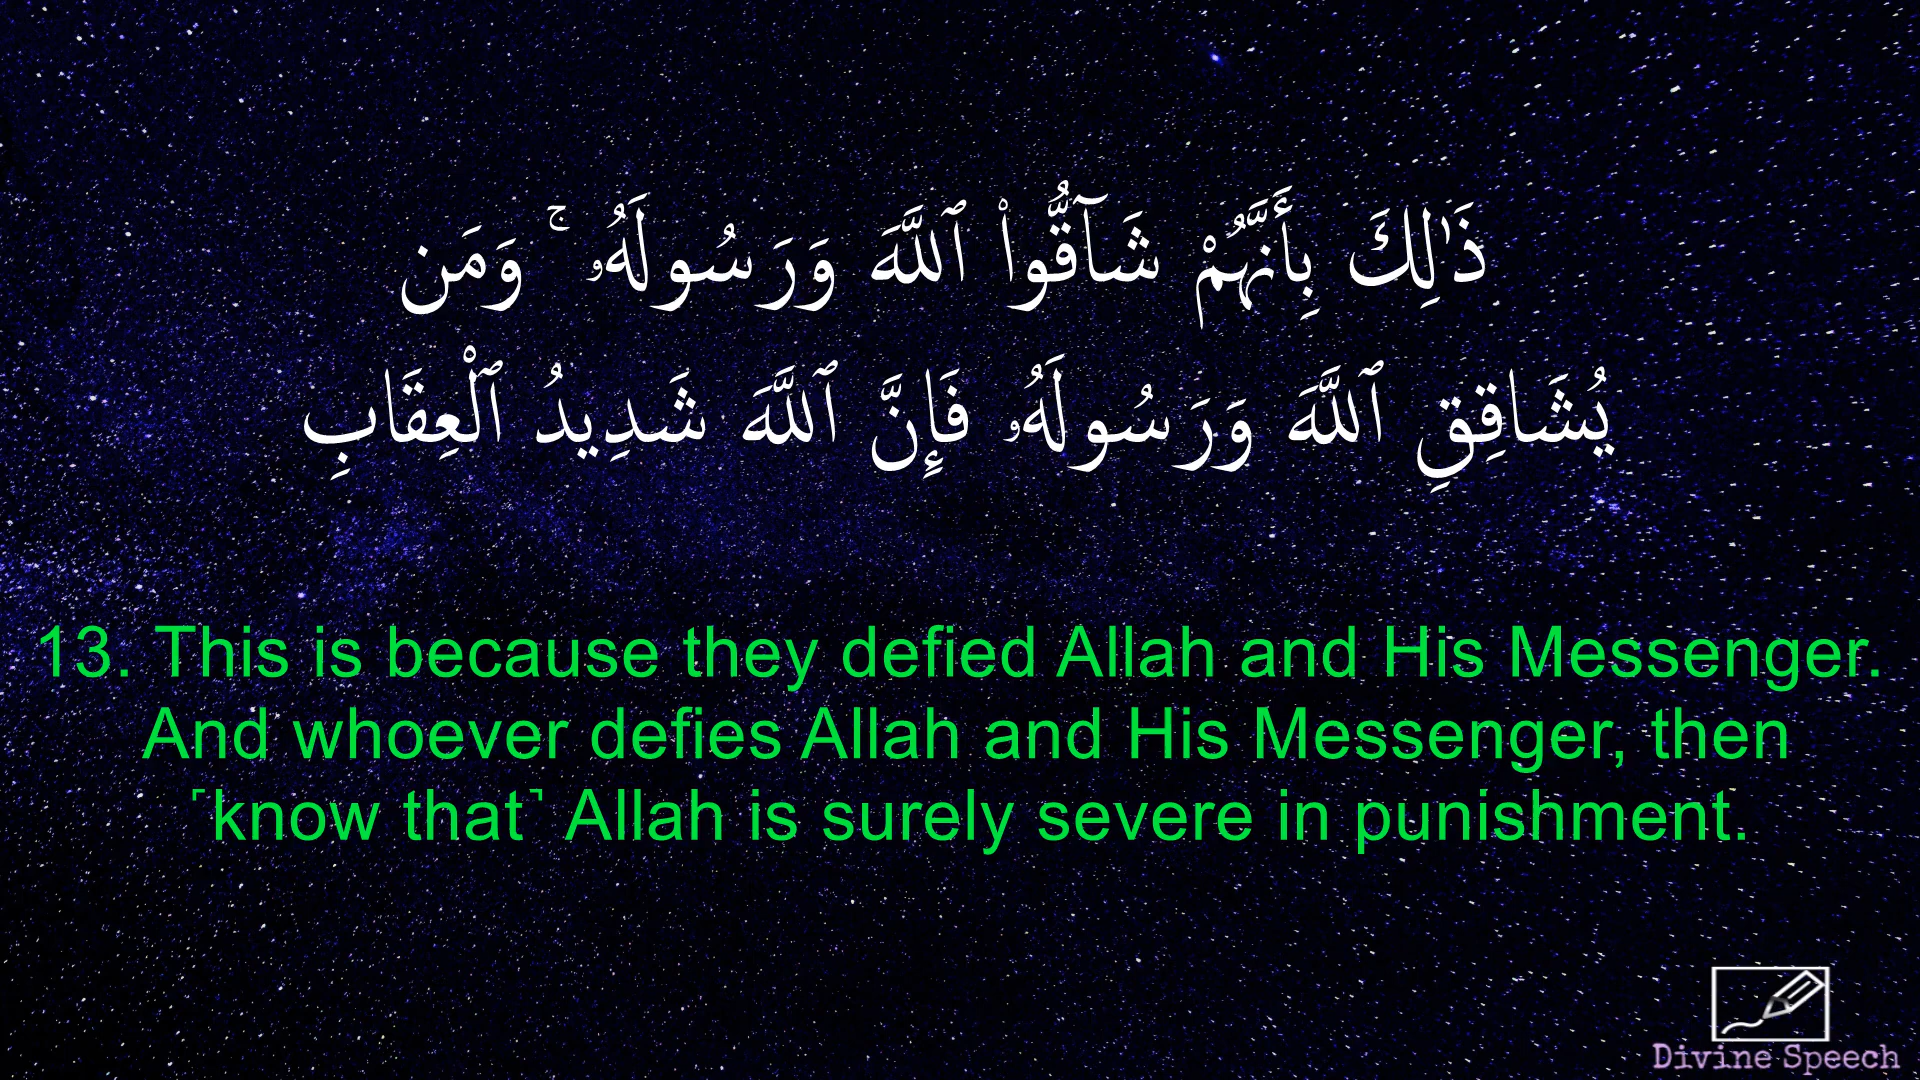 ذَٰلِكَ بِأَنَّهُمْ شَآقُّوا۟ ٱللَّهَ وَرَسُولَهُۥ ۚ وَمَن
يُشَاقِقِ ٱللَّهَ وَرَسُولَهُۥ فَإِنَّ ٱللَّهَ شَدِيدُ ٱلْعِقَابِ
13. This is because they defied Allah and His Messenger.
And whoever defies Allah and His Messenger, then
˹know that˺ Allah is surely severe in punishment.
Divine Speech